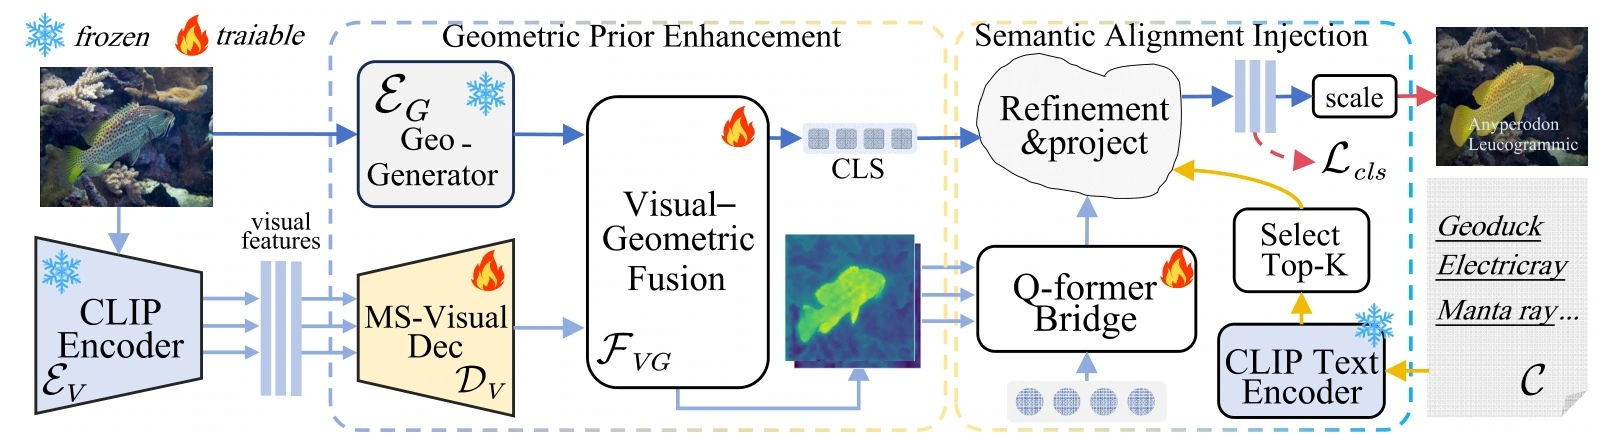 frozen
traiable
Geometric Prior Enhancement
Semantic Alignment Injection
ℰ_G
Geo -
Generator
visual
features
CLIP
Encoder
ℰ_V
MS-Visual
Dec
𝒟_V
Visual–
Geometric
Fusion
ℱ_VG
CLS
Refinement
&project
Q-former
Bridge
scale
ℒ_cls
Select
Top-K
CLIP Text
Encoder
Anyperodon
Leucogrammic
Geoduck
Electricray
Manta ray...
𝒞